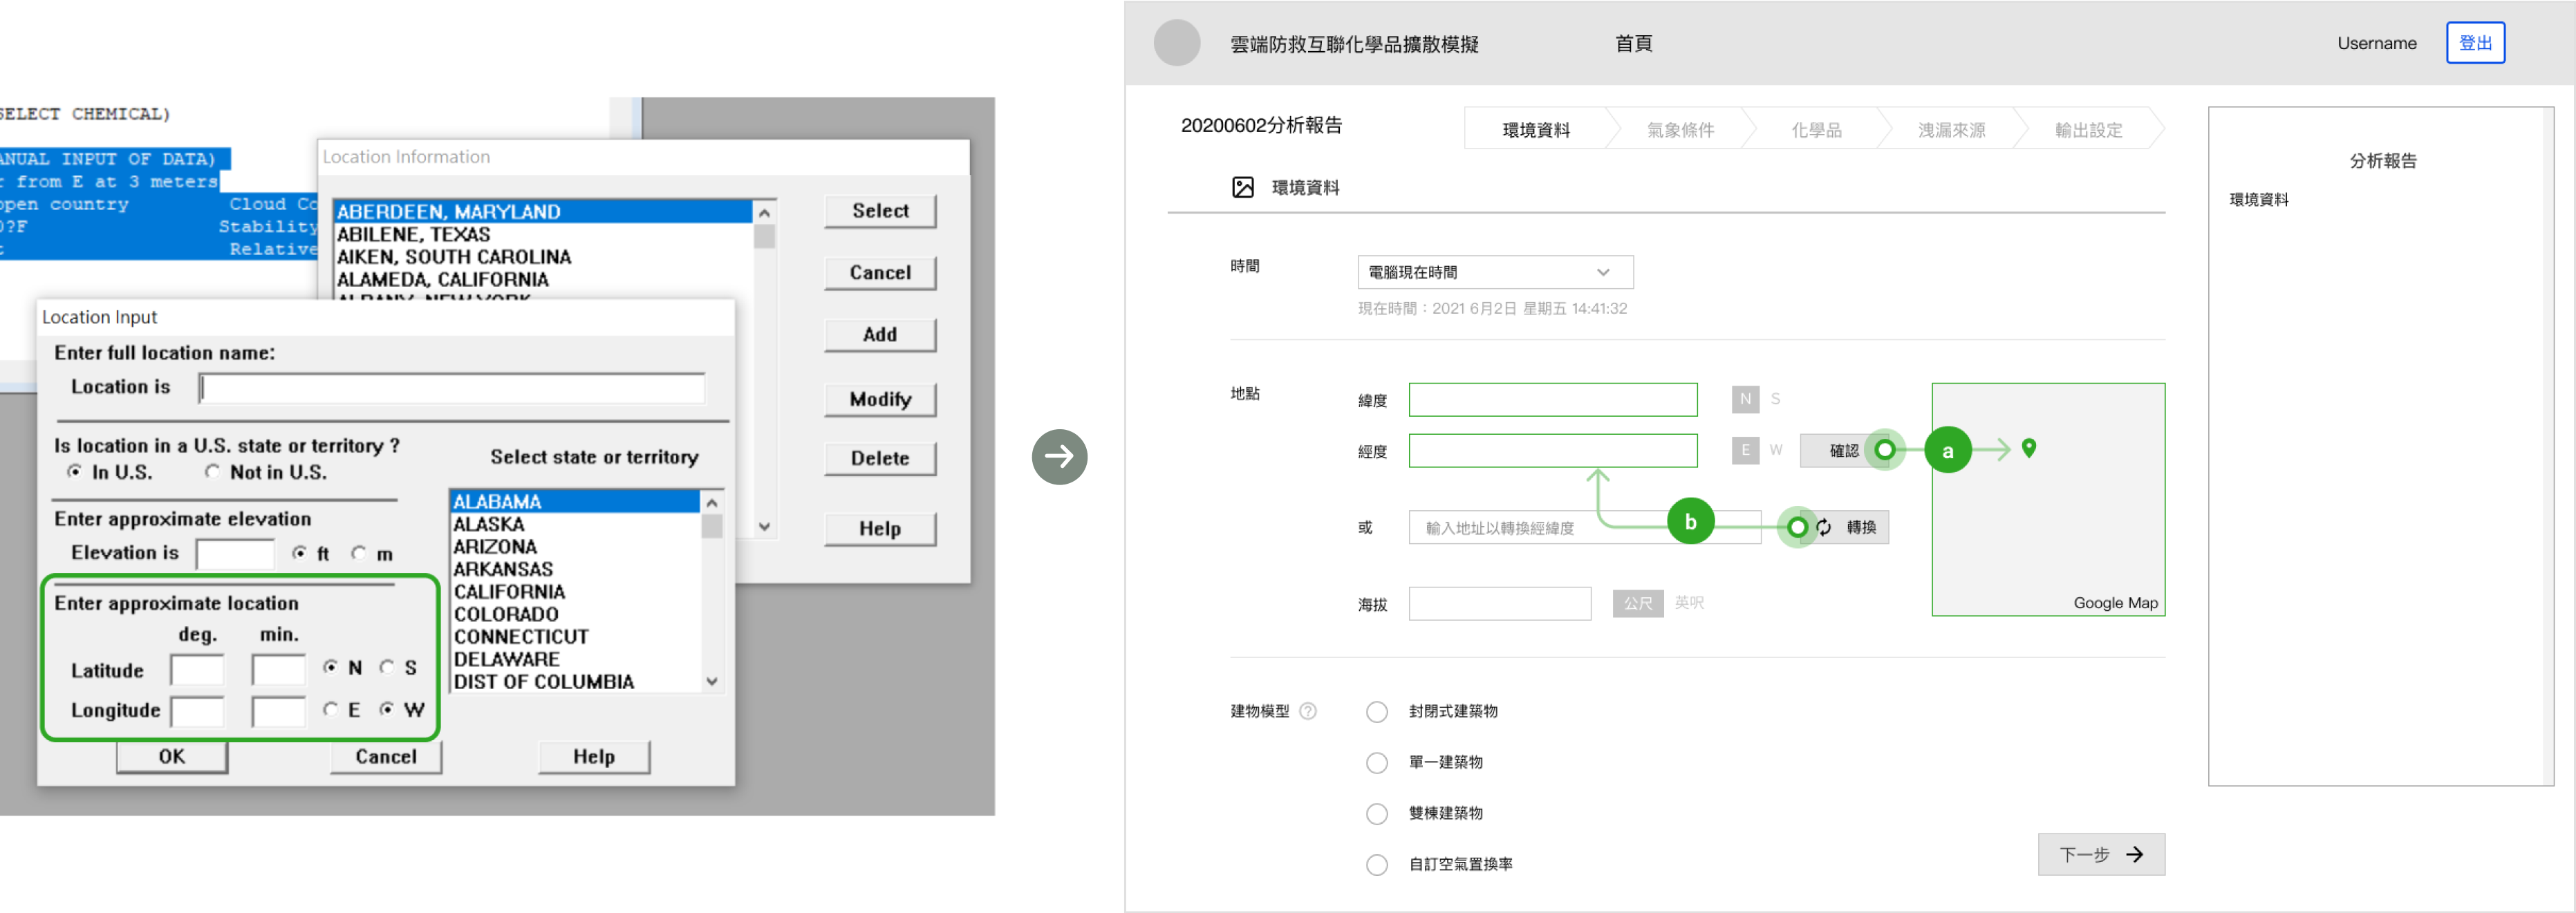 SELECT CHEMICAL)
ANUAL INPUT OF DATA)
from E at 3 meters
open country Cloud Co
?F Stability
Relative
Location Information
ABERDEEN, MARYLAND
ABILENE, TEXAS
AIKEN, SOUTH CAROLINA
ALAMEDA, CALIFORNIA
ALBANY, NEW YORK
Select
Cancel
Add
Modify
Delete
Help
Location Input
Enter full location name:
Location is
Is location in a U.S. state or territory ?
In U.S. Not in U.S.
Select state or territory
Enter approximate elevation
Elevation is ft m
ALABAMA
ALASKA
ARIZONA
ARKANSAS
CALIFORNIA
COLORADO
CONNECTICUT
DELAWARE
DIST OF COLUMBIA
Enter approximate location
deg. min.
Latitude N S
Longitude E W
OK Cancel Help
雲端防救互聯化學品擴散模擬 首頁 Username 登出
20200602分析報告 環境資料 氣象條件 化學品 洩漏來源 輸出設定
環境資料
時間 電腦現在時間
現在時間：2021 6月2日 星期五 14:41:32
地點 緯度 N S
經度 E W 確認 a
或 輸入地址以轉換經緯度 b 轉換
海拔 公尺 英呎
Google Map
建物模型 ? 封閉式建築物
單一建築物
雙棟建築物
自訂空氣置換率
下一步
分析報告
環境資料